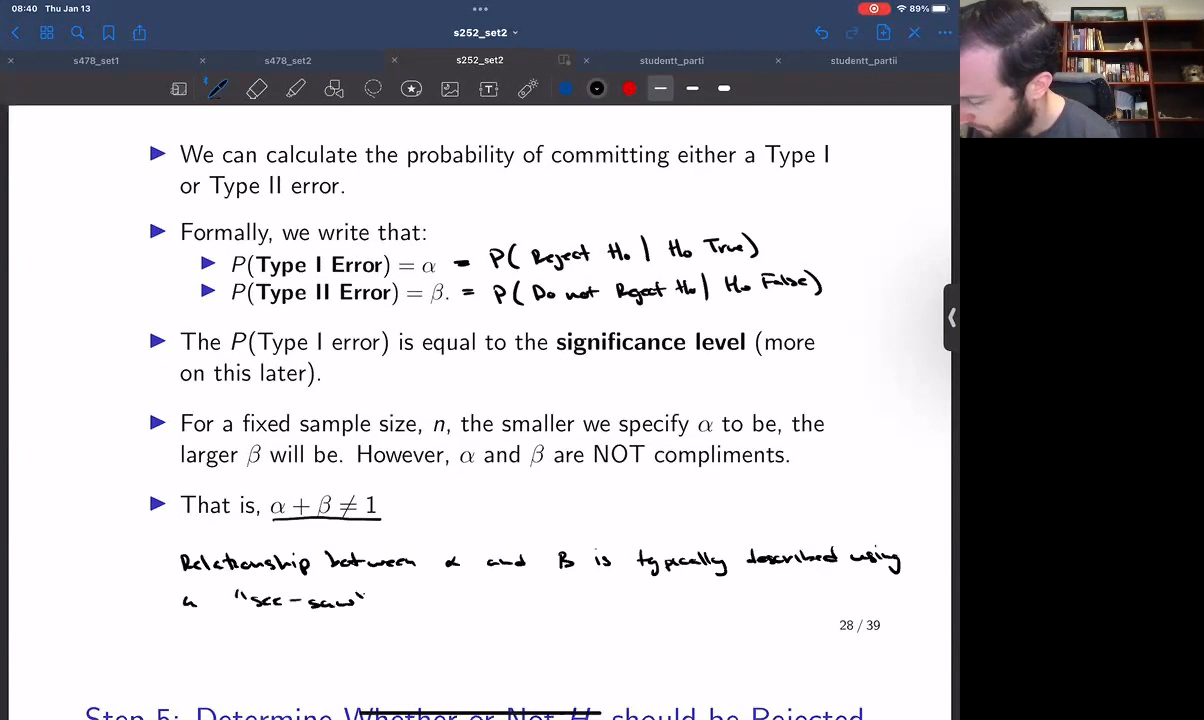 08:40 Thu Jan 13
89%
s252_set2
s478_set1
s478_set2
s252_set2
studentt_parti
studentt_partii
We can calculate the probability of committing either a Type I
or Type II error.
Formally, we write that:
P(Type I Error) = α = P( Reject H₀ | H₀ True)
P(Type II Error) = β. = P( Do not Reject H₀ | H₀ False)
The P(Type I error) is equal to the significance level (more
on this later).
For a fixed sample size, n, the smaller we specify α to be, the
larger β will be. However, α and β are NOT compliments.
That is, α + β ≠ 1
Relationship between α and β is typically described using
a "see-saw"
28 / 39
Step 5: Determine Whether or Not H₀ should be Rejected